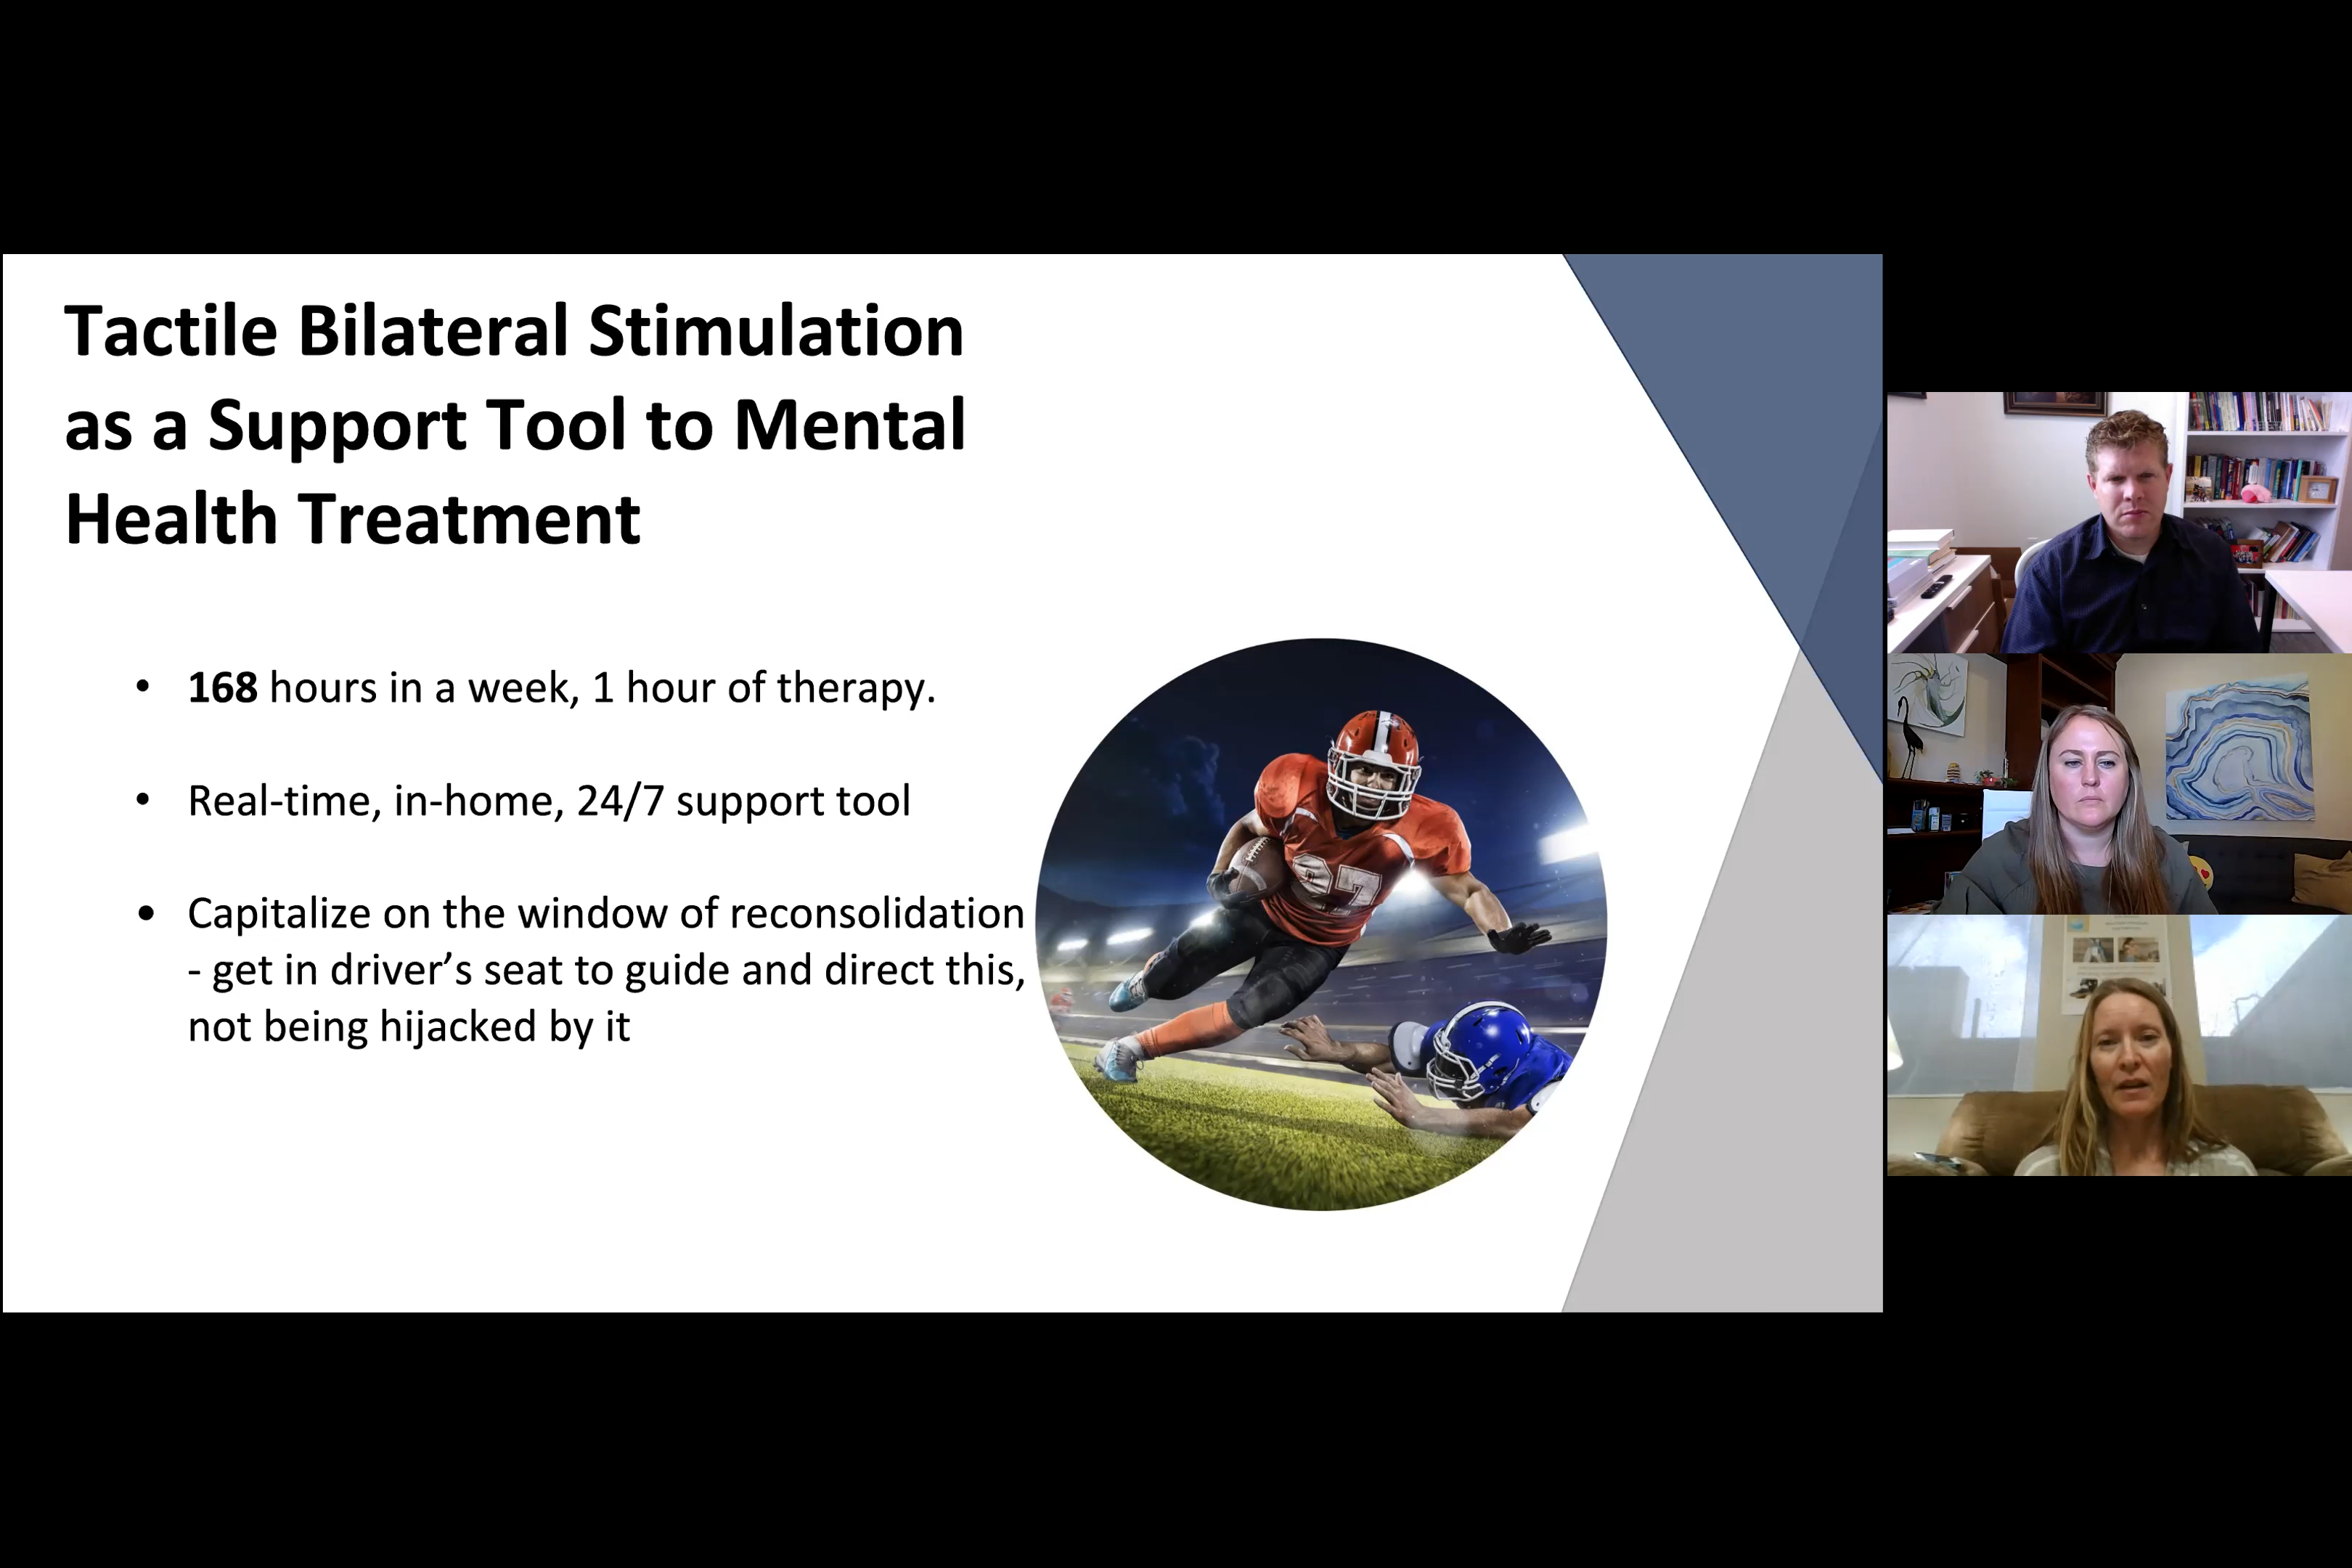 Tactile Bilateral Stimulation
as a Support Tool to Mental
Health Treatment
• 168 hours in a week, 1 hour of therapy.
• Real-time, in-home, 24/7 support tool
• Capitalize on the window of reconsolidation
- get in driver’s seat to guide and direct this,
not being hijacked by it
27